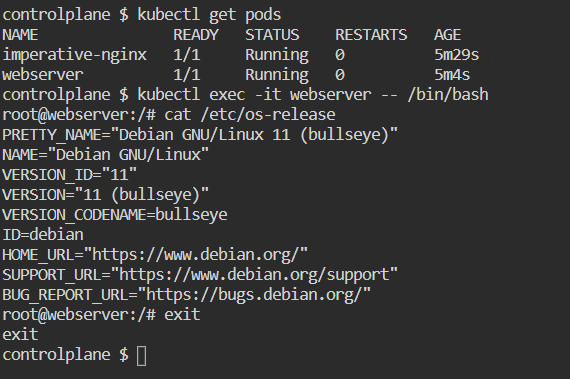 controlplane $ kubectl get pods
NAME               READY   STATUS    RESTARTS   AGE
imperative-nginx   1/1     Running   0          5m29s
webserver          1/1     Running   0          5m4s
controlplane $ kubectl exec -it webserver -- /bin/bash
root@webserver:/# cat /etc/os-release
PRETTY_NAME="Debian GNU/Linux 11 (bullseye)"
NAME="Debian GNU/Linux"
VERSION_ID="11"
VERSION="11 (bullseye)"
VERSION_CODENAME=bullseye
ID=debian
HOME_URL="https://www.debian.org/"
SUPPORT_URL="https://www.debian.org/support"
BUG_REPORT_URL="https://bugs.debian.org/"
root@webserver:/# exit
exit
controlplane $